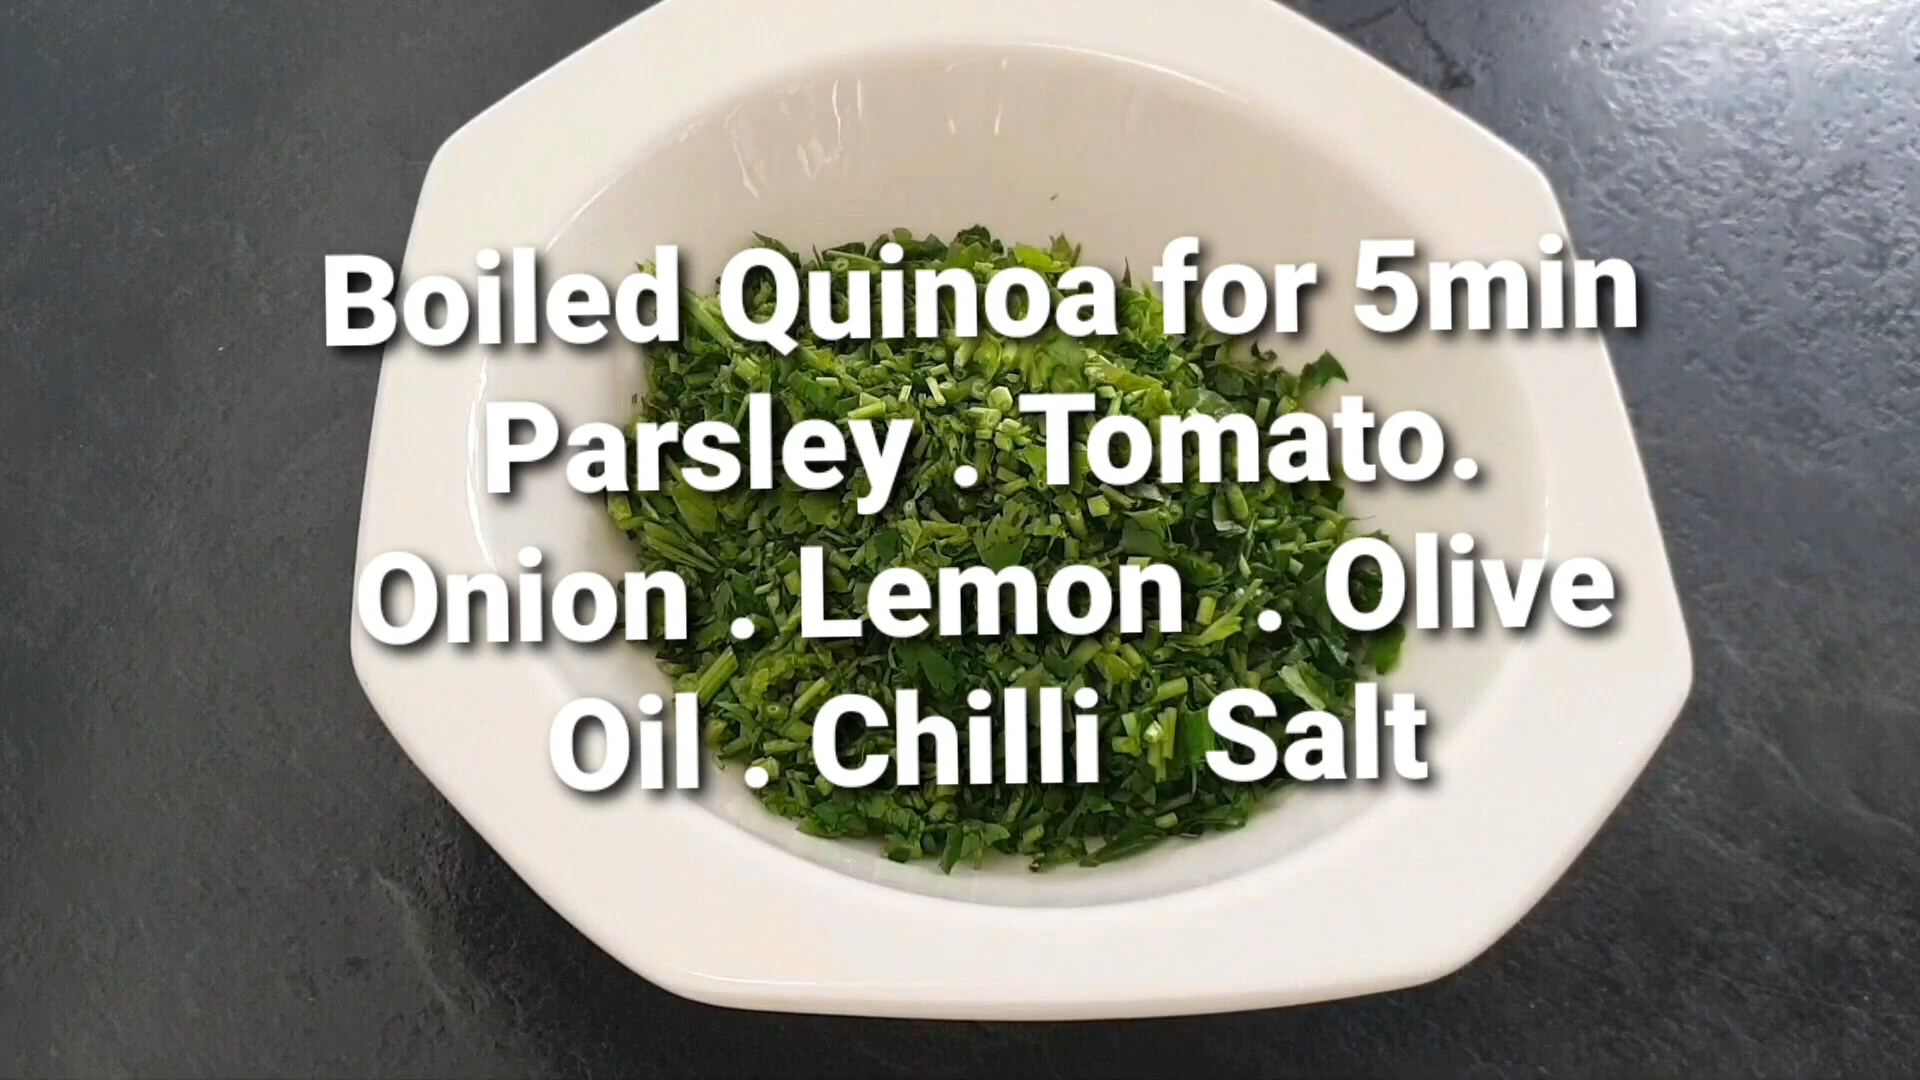 Boiled Quinoa for 5min
Parsley . Tomato.
Onion . Lemon . Olive
Oil . Chilli Salt